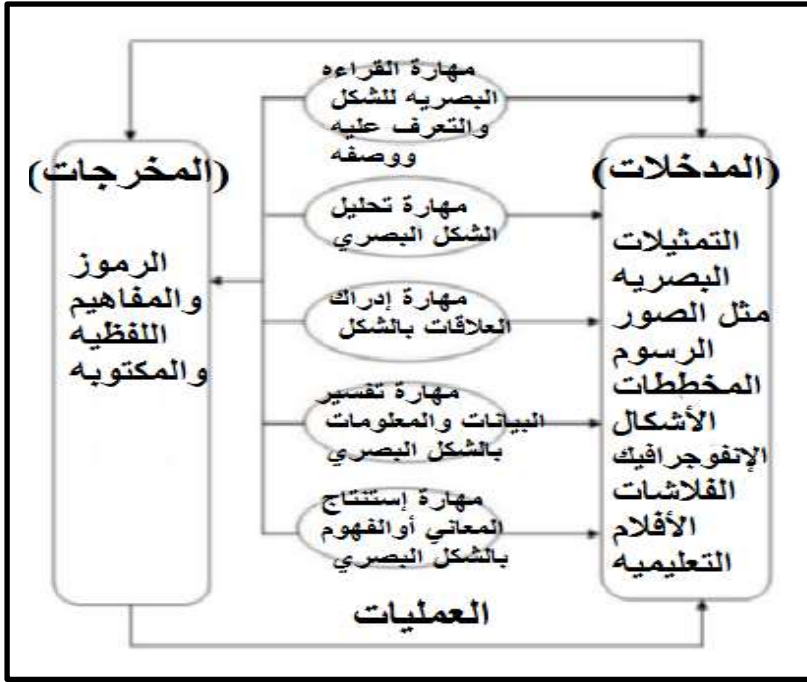 (المدخلات)
التمثيلات
البصريه
مثل الصور
الرسوم
المخططات
الأشكال
الإنفوجرافيك
الفلاشات
الأفلام
التعليميه
مهارة القراءه
البصريه للشكل
والتعرف عليه
ووصفه
مهارة تحليل
الشكل البصري
مهارة إدراك
العلاقات بالشكل
مهارة تفسير
البيانات والمعلومات
بالشكل البصري
مهارة إستنتاج
المعاني أوالفهوم
بالشكل البصري
العمليات
(المخرجات)
الرموز
والمفاهيم
اللفظيه
والمكتوبه